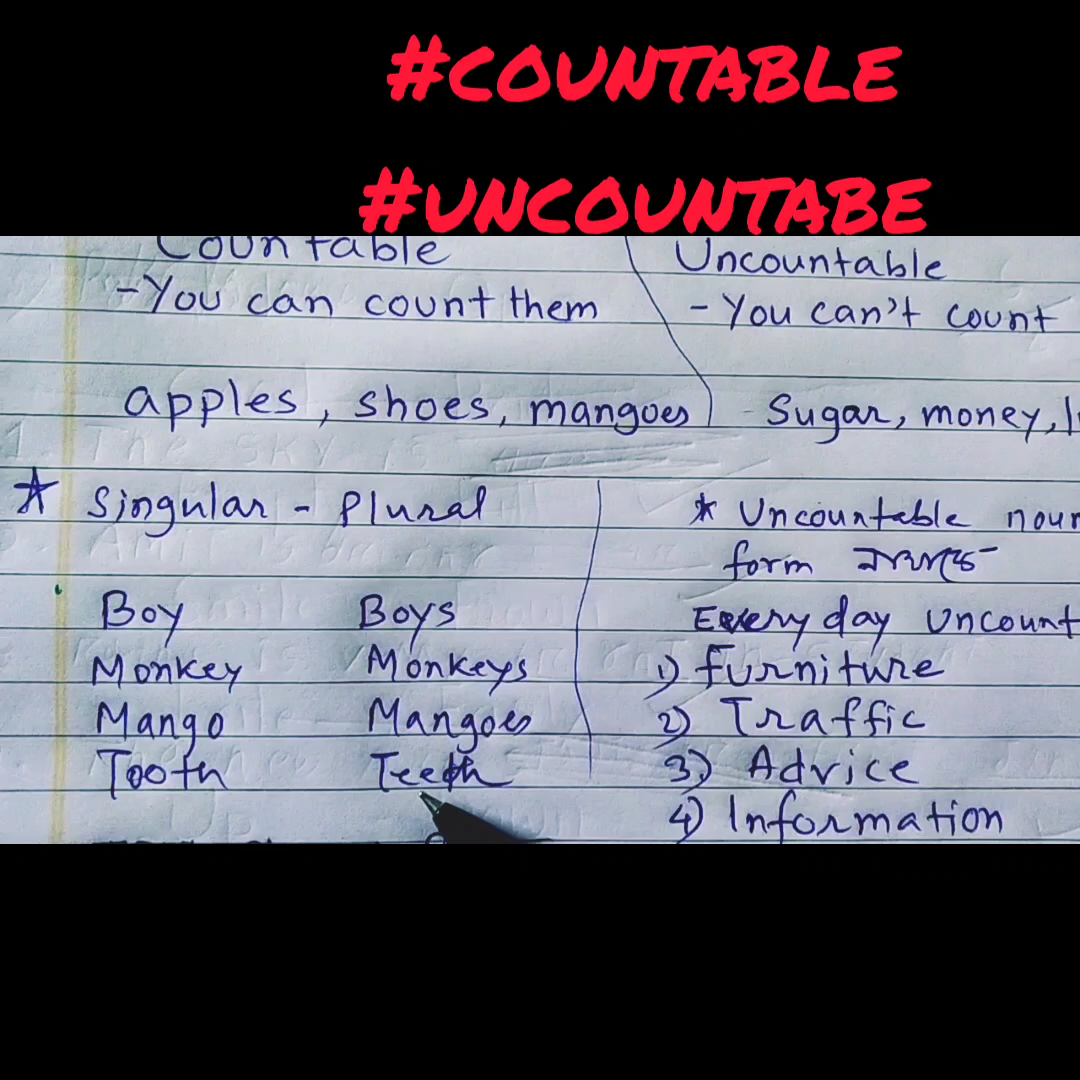 #COUNTABLE
#UNCOUNTABE
Countable
- You can count them
apples, shoes, mangoes
Uncountable
- You can't count
Sugar, money,
* Singular - Plural
Boy Boys
Monkey Monkeys
Mango Mangoes
Tooth Teeth
* Uncountable noun
form
Everyday uncount
1) furniture
2) Traffic
3) Advice
4) Information